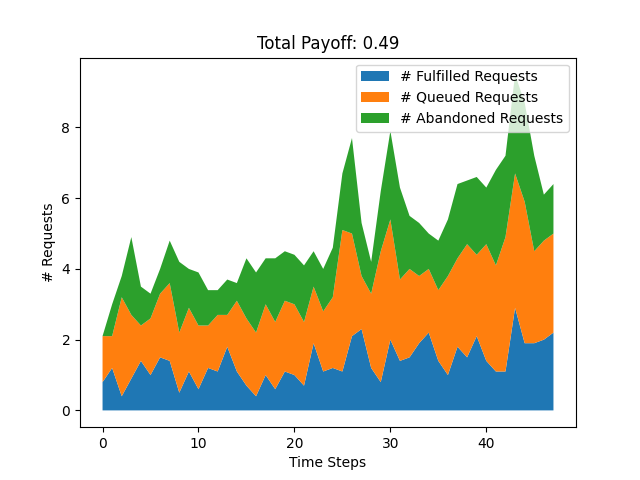 Total Payoff: 0.49
# Fulfilled Requests
# Queued Requests
# Abandoned Requests
# Requests
8
6
4
2
0
0
10
20
30
40
Time Steps